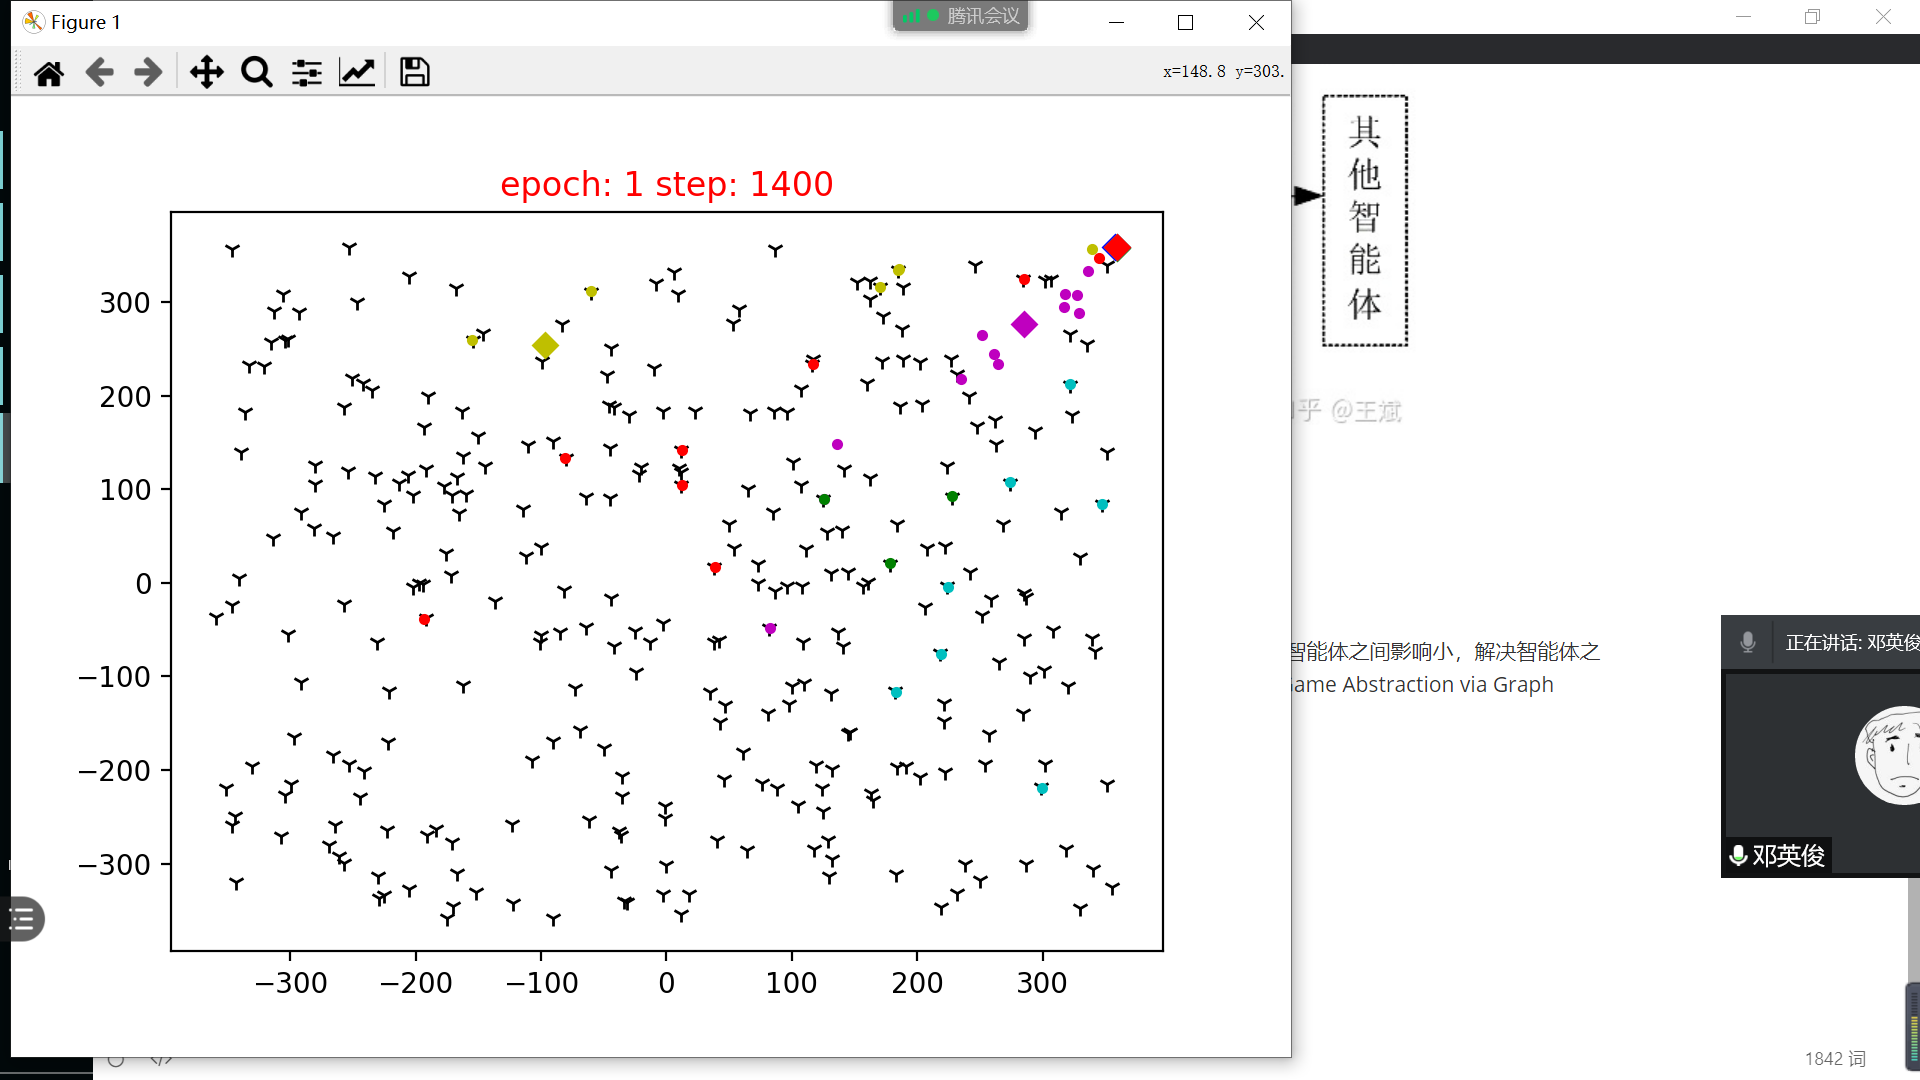 Figure 1
腾讯会议
x=148.8 y=303.
epoch: 1 step: 1400
300
200
100
0
−100
−200
−300
−300
−200
−100
0
100
200
300
其
他
智
能
体
乎 @王斌
智能体之间影响小，解决智能体之
Game Abstraction via Graph
正在讲话: 邓英俊
邓英俊
1842 词